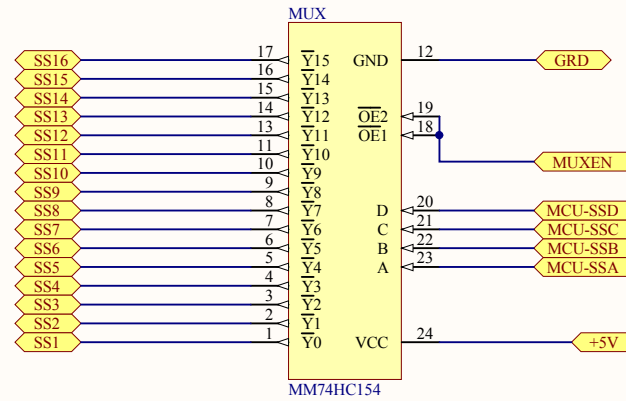 MUX
SS16 17 Y15 GND 12 GRD
SS15 16 Y14
SS14 15 Y13
SS13 14 Y12 OE2 19
SS12 13 Y11 OE1 18
SS11 11 Y10
SS10 10 Y9 MUXEN
SS9 9 Y8
SS8 8 Y7 D 20 MCU-SSD
SS7 7 Y6 C 21 MCU-SSC
SS6 6 Y5 B 22 MCU-SSB
SS5 5 Y4 A 23 MCU-SSA
SS4 4 Y3
SS3 3 Y2
SS2 2 Y1
SS1 1 Y0 VCC 24 +5V
MM74HC154